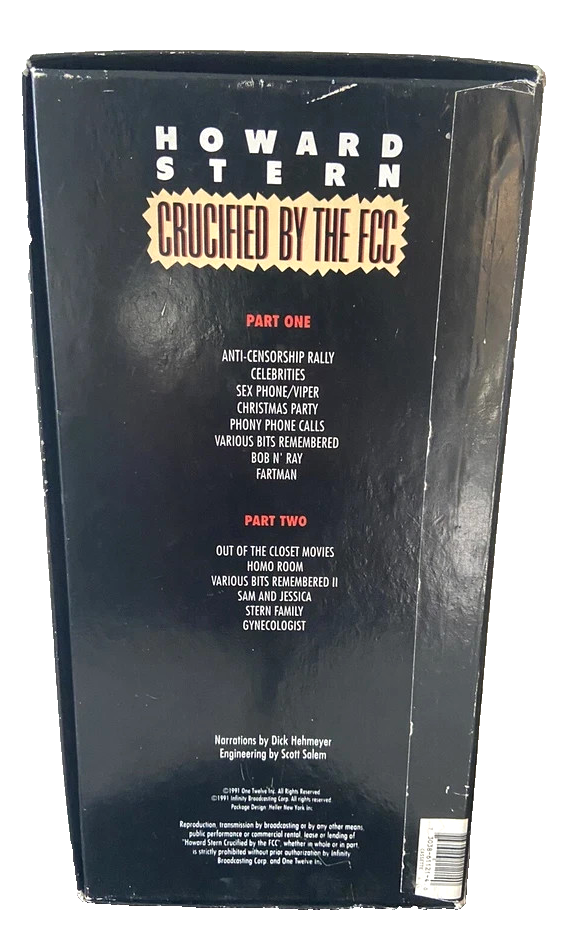 HOWARD
STERN
CRUCIFIED BY THE FCC
PART ONE
ANTI-CENSORSHIP RALLY
CELEBRITIES
SEX PHONE/VIPER
CHRISTMAS PARTY
PHONY PHONE CALLS
VARIOUS BITS REMEMBERED
BOB N' RAY
FARTMAN
PART TWO
OUT OF THE CLOSET MOVIES
HOMO ROOM
VARIOUS BITS REMEMBERED II
SAM AND JESSICA
STERN FAMILY
GYNECOLOGIST
Narrations by Dick Hehmeyer
Engineering by Scott Salem
©1991 One Twelve Inc. All Rights Reserved
©1991 Infinity Broadcasting Corp. All rights reserved
Package Design Heller New York Inc
Reproduction, transmission by broadcasting or by any other means,
public performance or commercial rental, lease or lending of
"Howard Stern Crucified by the FCC", whether in whole or in part,
is strictly prohibited without prior authorization by Infinity
Broadcasting Corp. and One Twelve Inc.